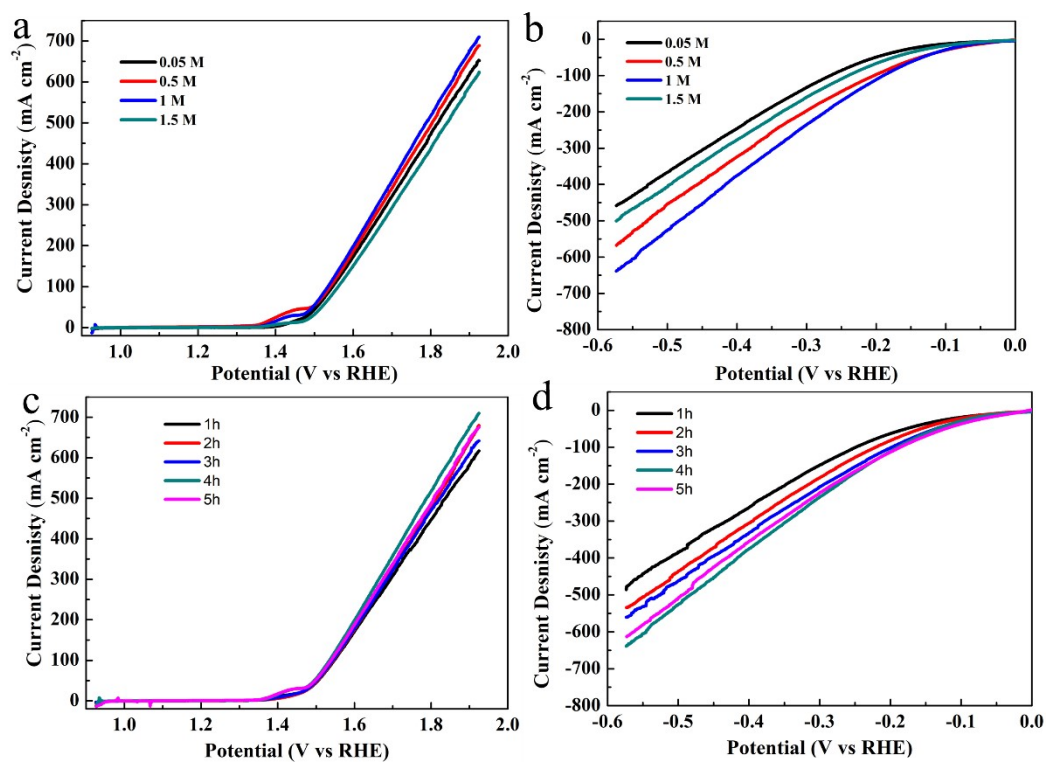 a
Current Desnisty (mA cm-2)
700
600
500
400
300
200
100
0
0.05 M
0.5 M
1 M
1.5 M
1.0
1.2
1.4
1.6
1.8
2.0
Potential (V vs RHE)
b
Current Desnisty (mA cm-2)
0
-100
-200
-300
-400
-500
-600
-700
-800
0.05 M
0.5 M
1 M
1.5 M
-0.6
-0.5
-0.4
-0.3
-0.2
-0.1
0.0
Potential (V vs RHE)
c
Current Desnisty (mA cm-2)
700
600
500
400
300
200
100
0
1h
2h
3h
4h
5h
1.0
1.2
1.4
1.6
1.8
2.0
Potential (V vs RHE)
d
Current Desnisty (mA cm-2)
0
-100
-200
-300
-400
-500
-600
-700
-800
1h
2h
3h
4h
5h
-0.6
-0.5
-0.4
-0.3
-0.2
-0.1
0.0
Potential (V vs RHE)